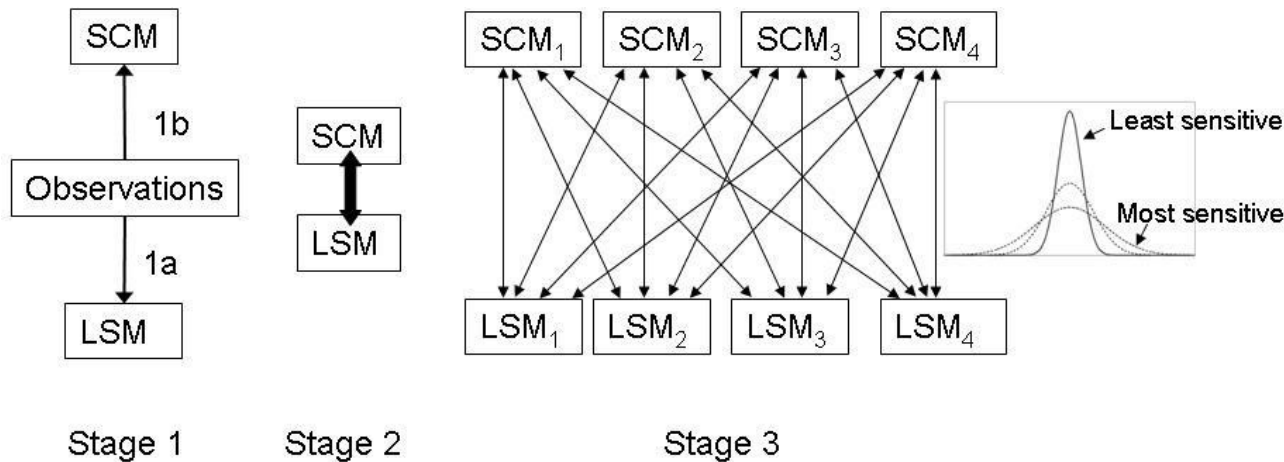 SCM
1b
Observations
1a
LSM
Stage 1
SCM
LSM
Stage 2
SCM₁ SCM₂ SCM₃ SCM₄
LSM₁ LSM₂ LSM₃ LSM₄
Stage 3
Least sensitive
Most sensitive